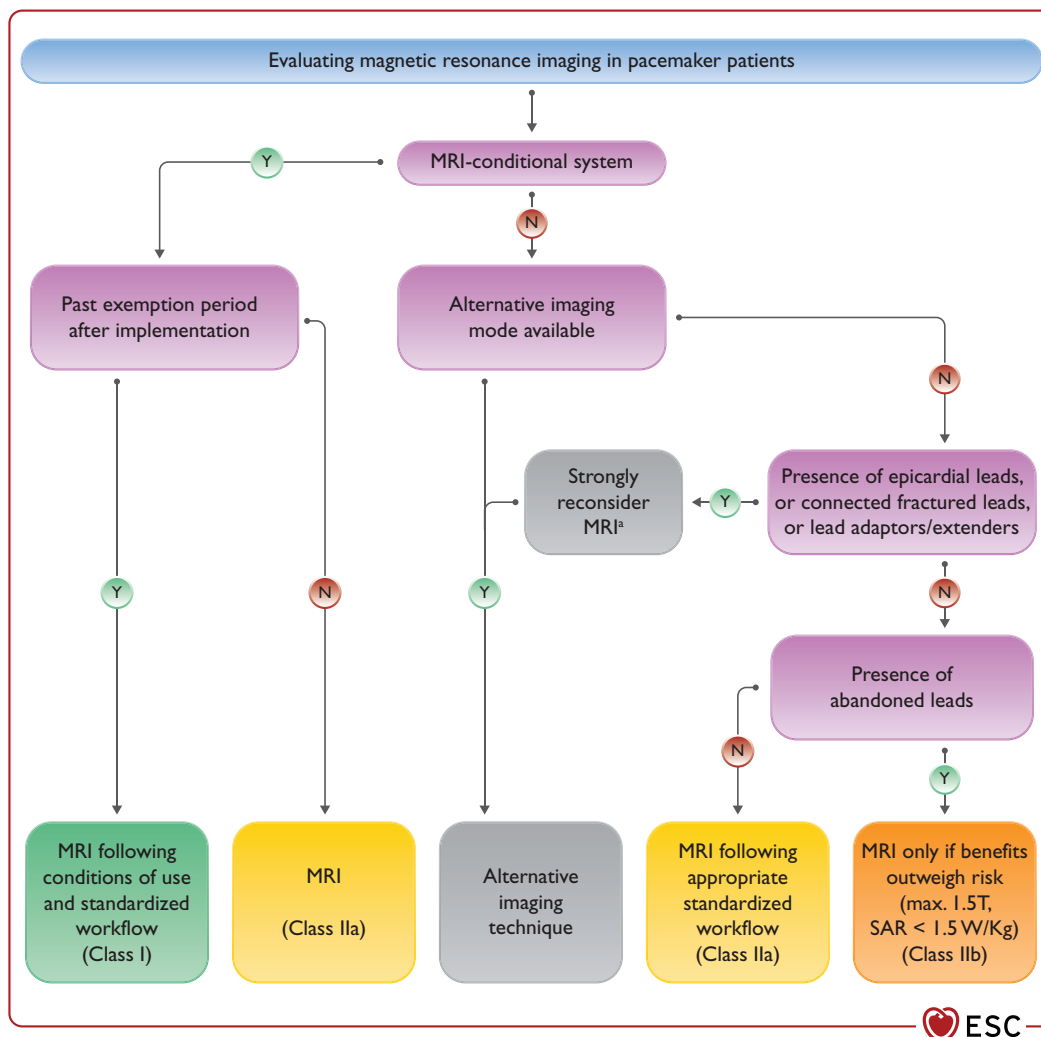 Evaluating magnetic resonance imaging in pacemaker patients
Y
MRI-conditional system
N
Past exemption period
after implementation
Alternative imaging
mode available
N
Strongly
reconsider
MRIᵃ
Y
Presence of epicardial leads,
or connected fractured leads,
or lead adaptors/extenders
Y
N
Y
N
Presence of
abandoned leads
N
Y
MRI following
conditions of use
and standardized
workflow
(Class I)
MRI
(Class IIa)
Alternative
imaging
technique
MRI following
appropriate
standardized
workflow
(Class IIa)
MRI only if benefits
outweigh risk
(max. 1.5T,
SAR < 1.5 W/Kg)
(Class IIb)
ESC